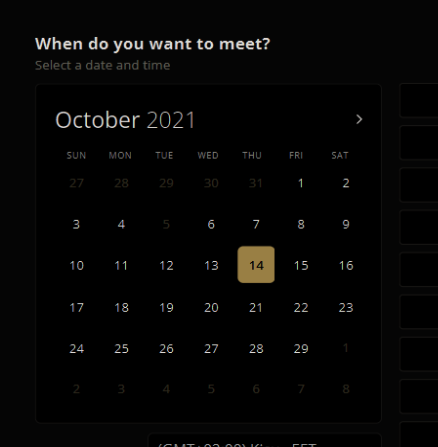 When do you want to meet?
Select a date and time
October 2021
SUN MON TUE WED THU FRI SAT
27 28 29 30 31 1 2
3 4 5 6 7 8 9
10 11 12 13 14 15 16
17 18 19 20 21 22 23
24 25 26 27 28 29 1
2 3 4 5 6 7 8